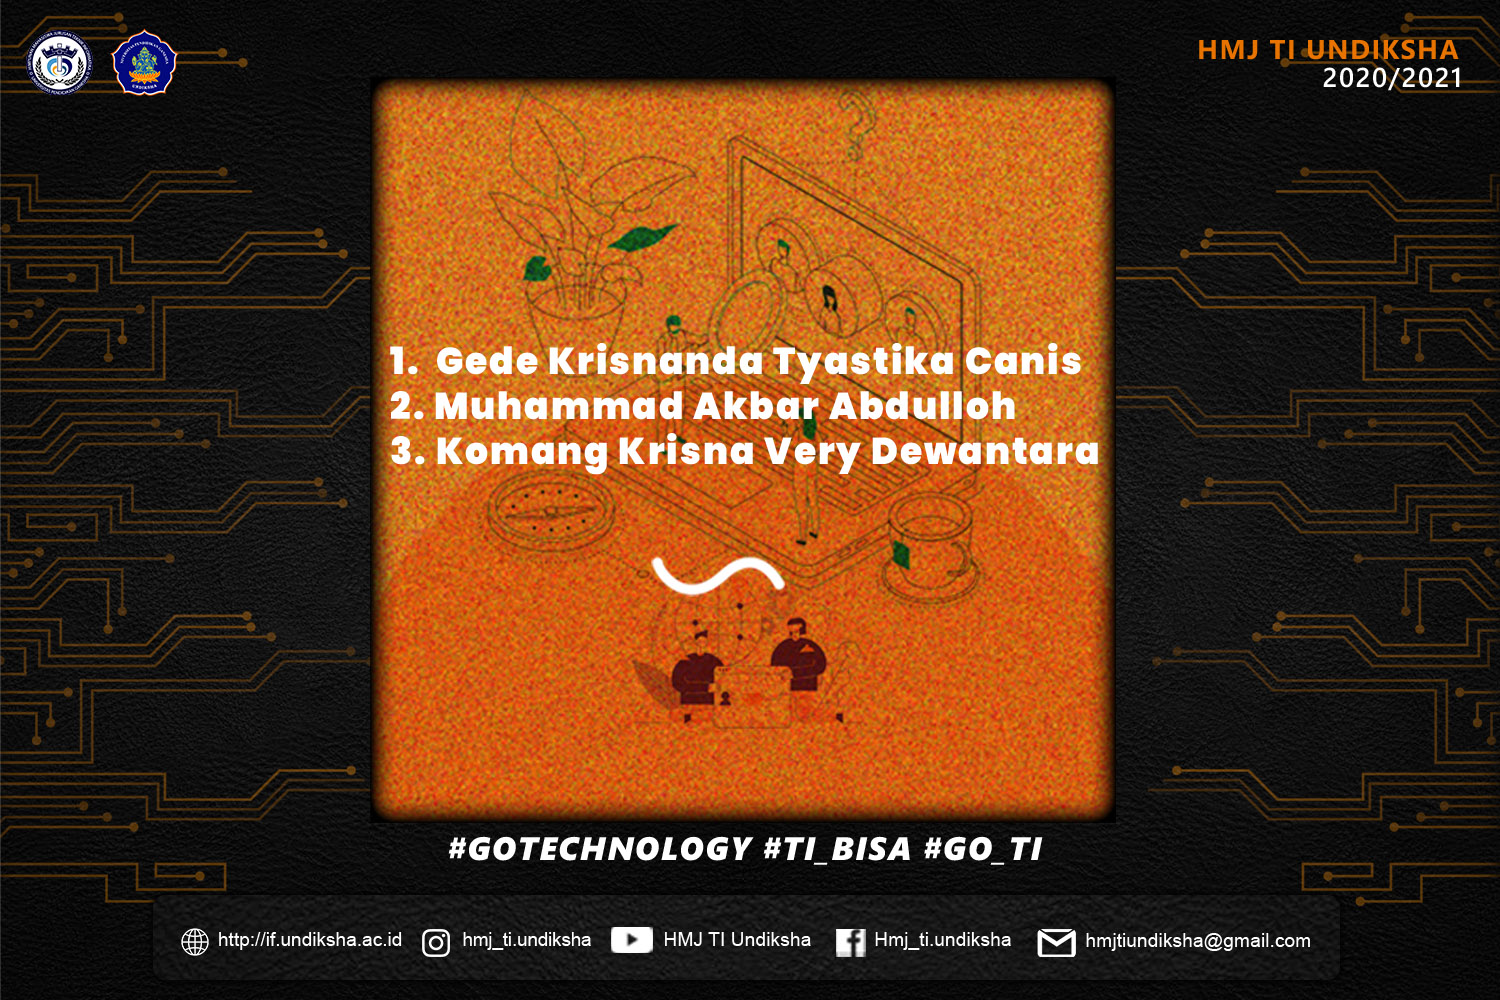 HMJ TI UNDIKSHA
2020/2021
UNDIKSHA
1. Gede Krisnanda Tyastika Canis
2. Muhammad Akbar Abdulloh
3. Komang Krisna Very Dewantara
#GOTECHNOLOGY #TI_BISA #GO_TI
http://if.undiksha.ac.id
hmj_ti.undiksha
HMJ TI Undiksha
Hmj_ti.undiksha
hmjtiundiksha@gmail.com